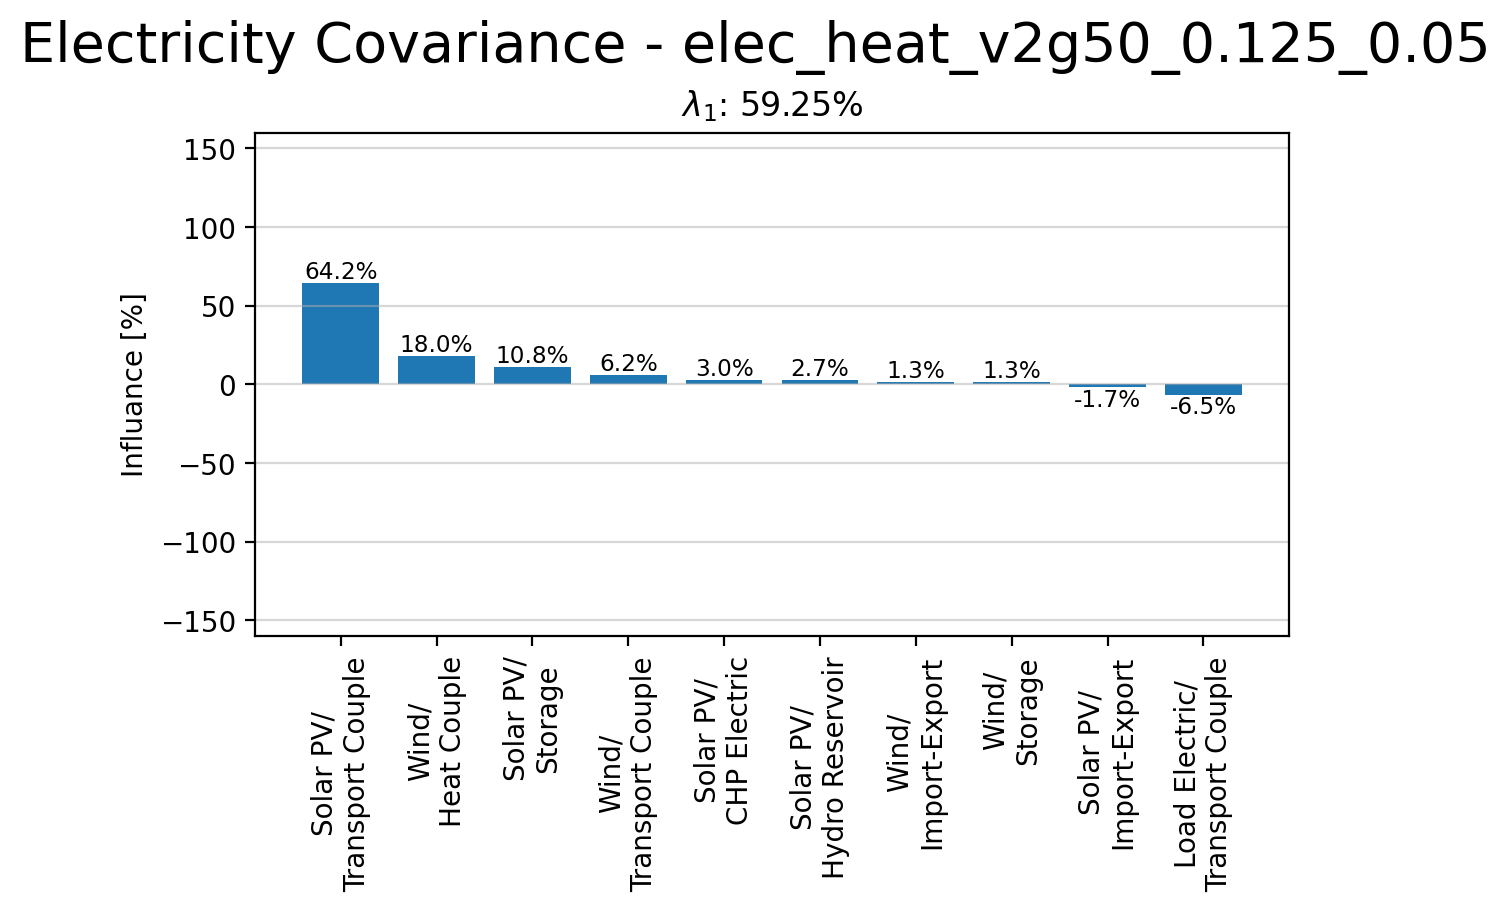 Electricity Covariance - elec_heat_v2g50_0.125_0.05
λ₁: 59.25%
150
100
50
0
−50
−100
−150
Influance [%]
64.2%
18.0%
10.8%
6.2%
3.0%
2.7%
1.3%
1.3%
-1.7%
-6.5%
Solar PV/
Transport Couple
Wind/
Heat Couple
Solar PV/
Storage
Wind/
Transport Couple
Solar PV/
CHP Electric
Solar PV/
Hydro Reservoir
Wind/
Import-Export
Wind/
Storage
Solar PV/
Import-Export
Load Electric/
Transport Couple